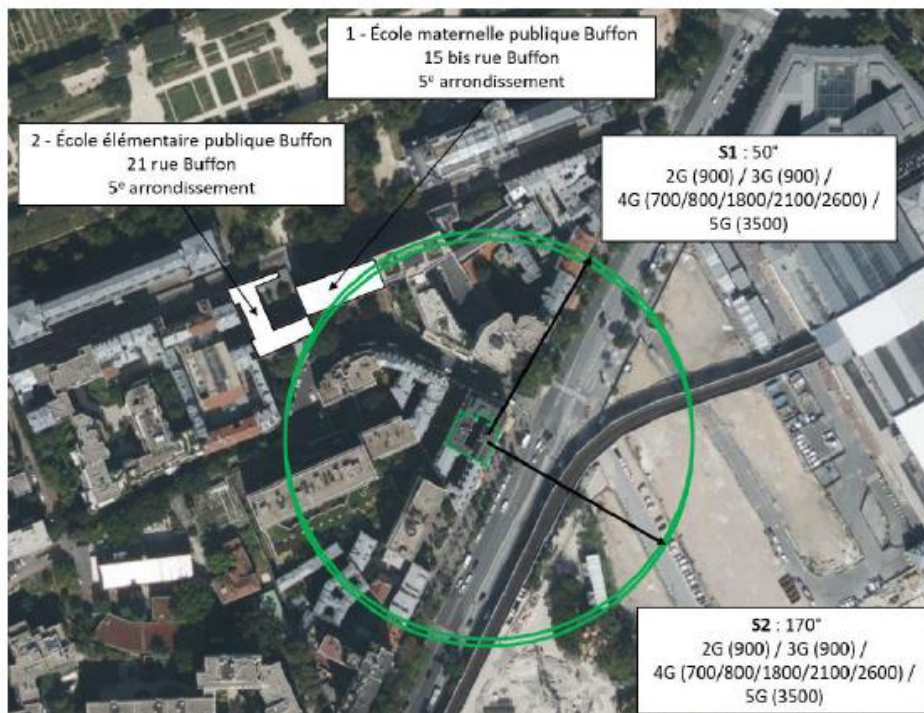 1 - École maternelle publique Buffon
15 bis rue Buffon
5e arrondissement
2 - École élémentaire publique Buffon
21 rue Buffon
5e arrondissement
S1 : 50°
2G (900) / 3G (900) /
4G (700/800/1800/2100/2600) /
5G (3500)
S2 : 170°
2G (900) / 3G (900) /
4G (700/800/1800/2100/2600) /
5G (3500)